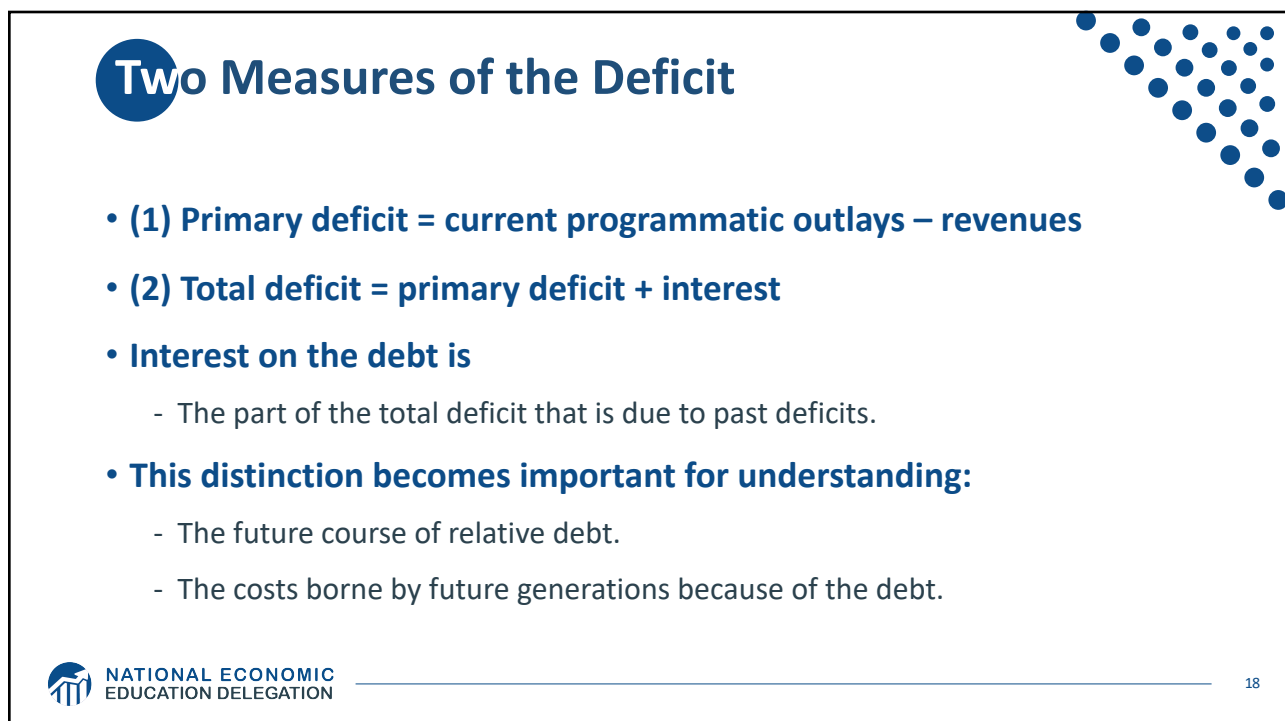 Two Measures of the Deficit
• (1) Primary deficit = current programmatic outlays – revenues
• (2) Total deficit = primary deficit + interest
• Interest on the debt is
- The part of the total deficit that is due to past deficits.
• This distinction becomes important for understanding:
- The future course of relative debt.
- The costs borne by future generations because of the debt.
NATIONAL ECONOMIC
EDUCATION DELEGATION
18